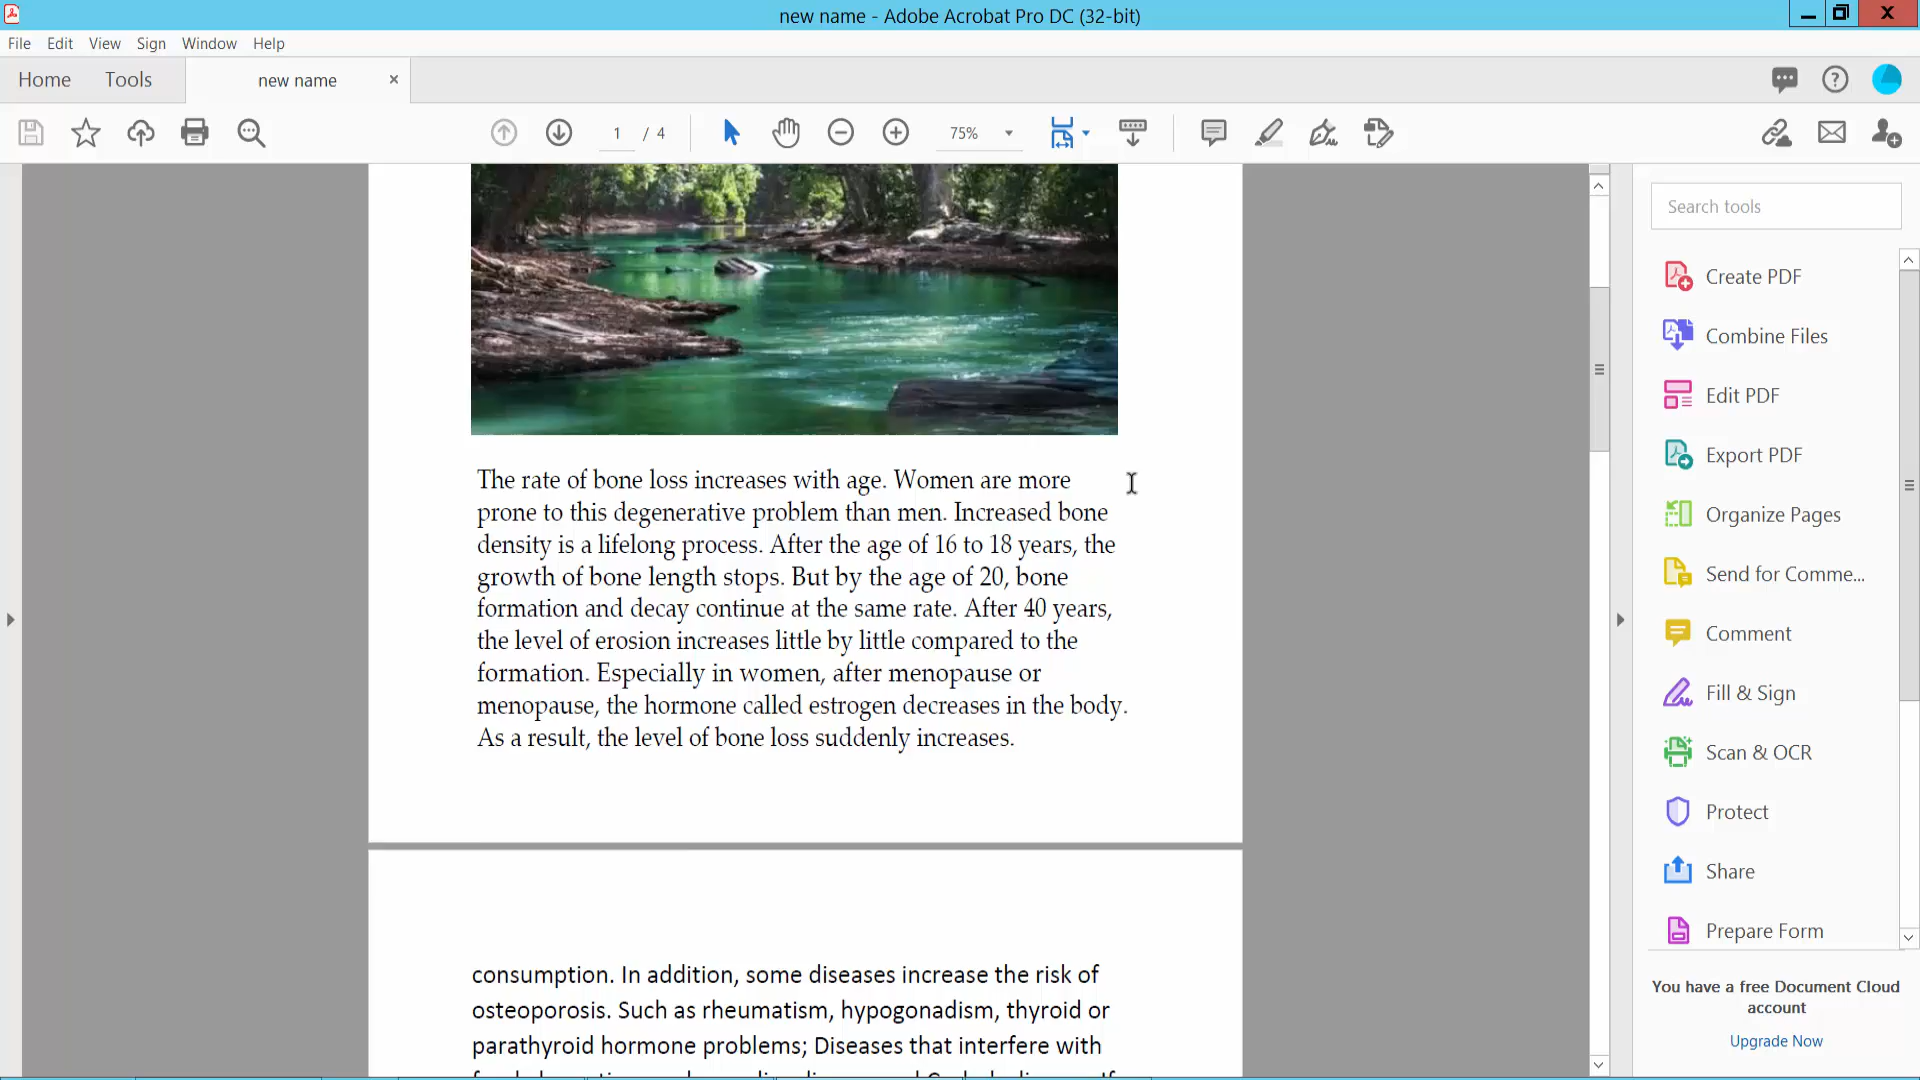 new name - Adobe Acrobat Pro DC (32-bit)
File Edit View Sign Window Help
Home Tools new name
1 / 4 75%
Search tools
Create PDF
Combine Files
Edit PDF
Export PDF
Organize Pages
Send for Comme...
Comment
Fill & Sign
Scan & OCR
Protect
Share
Prepare Form
You have a free Document Cloud
account
Upgrade Now
The rate of bone loss increases with age. Women are more
prone to this degenerative problem than men. Increased bone
density is a lifelong process. After the age of 16 to 18 years, the
growth of bone length stops. But by the age of 20, bone
formation and decay continue at the same rate. After 40 years,
the level of erosion increases little by little compared to the
formation. Especially in women, after menopause or
menopause, the hormone called estrogen decreases in the body.
As a result, the level of bone loss suddenly increases.
consumption. In addition, some diseases increase the risk of
osteoporosis. Such as rheumatism, hypogonadism, thyroid or
parathyroid hormone problems; Diseases that interfere with